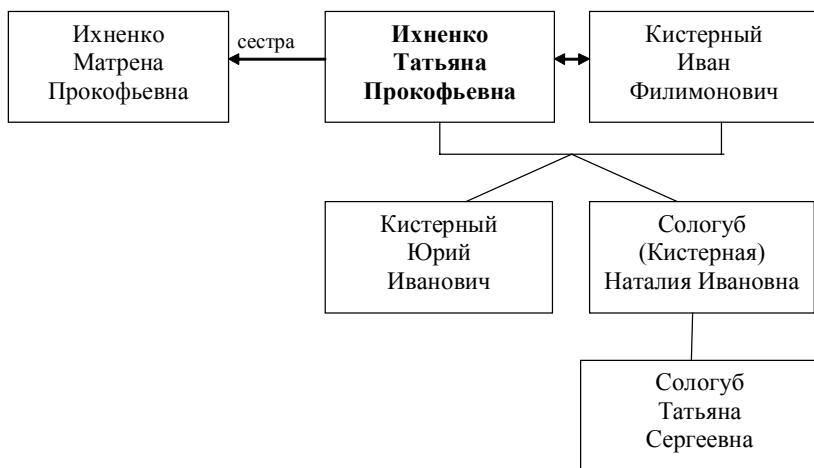 Ихненко
Матрена
Прокофьевна
сестра
Ихненко
Татьяна
Прокофьевна
Кистерный
Иван
Филимонович
Кистерный
Юрий
Иванович
Сологуб
(Кистерная)
Наталия Ивановна
Сологуб
Татьяна
Сергеевна